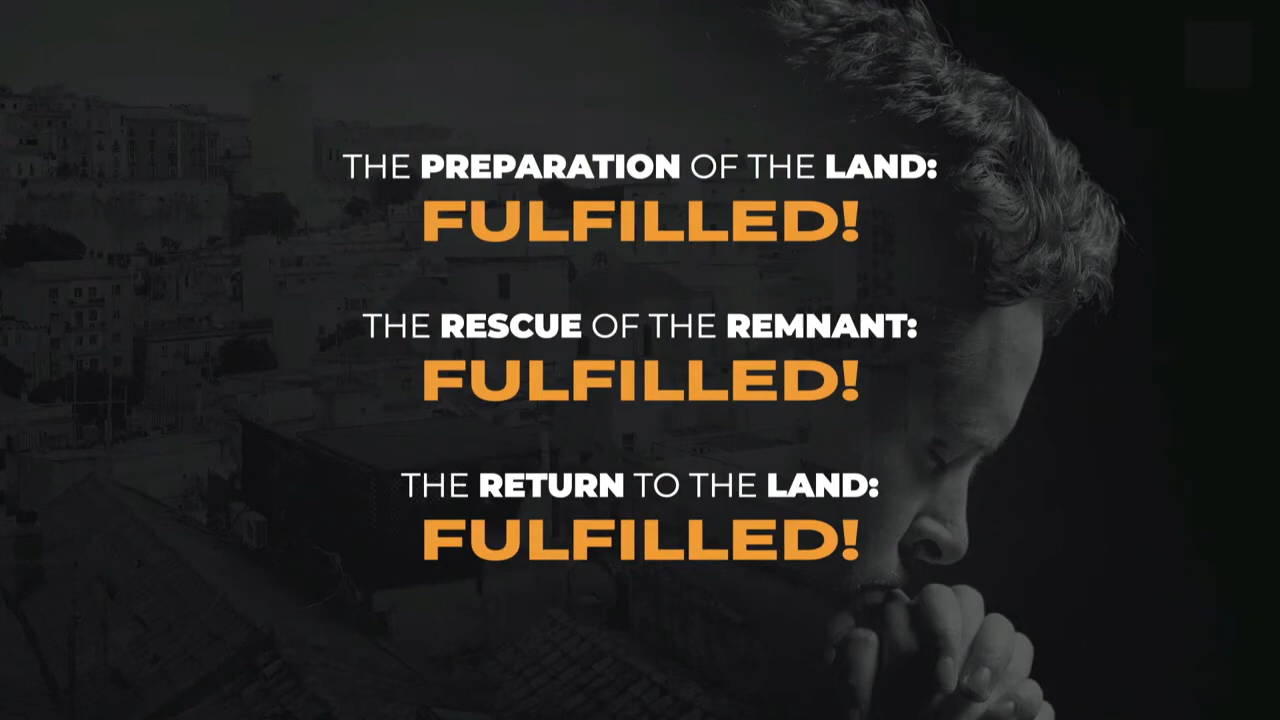 THE PREPARATION OF THE LAND:
FULFILLED!
THE RESCUE OF THE REMNANT:
FULFILLED!
THE RETURN TO THE LAND:
FULFILLED!